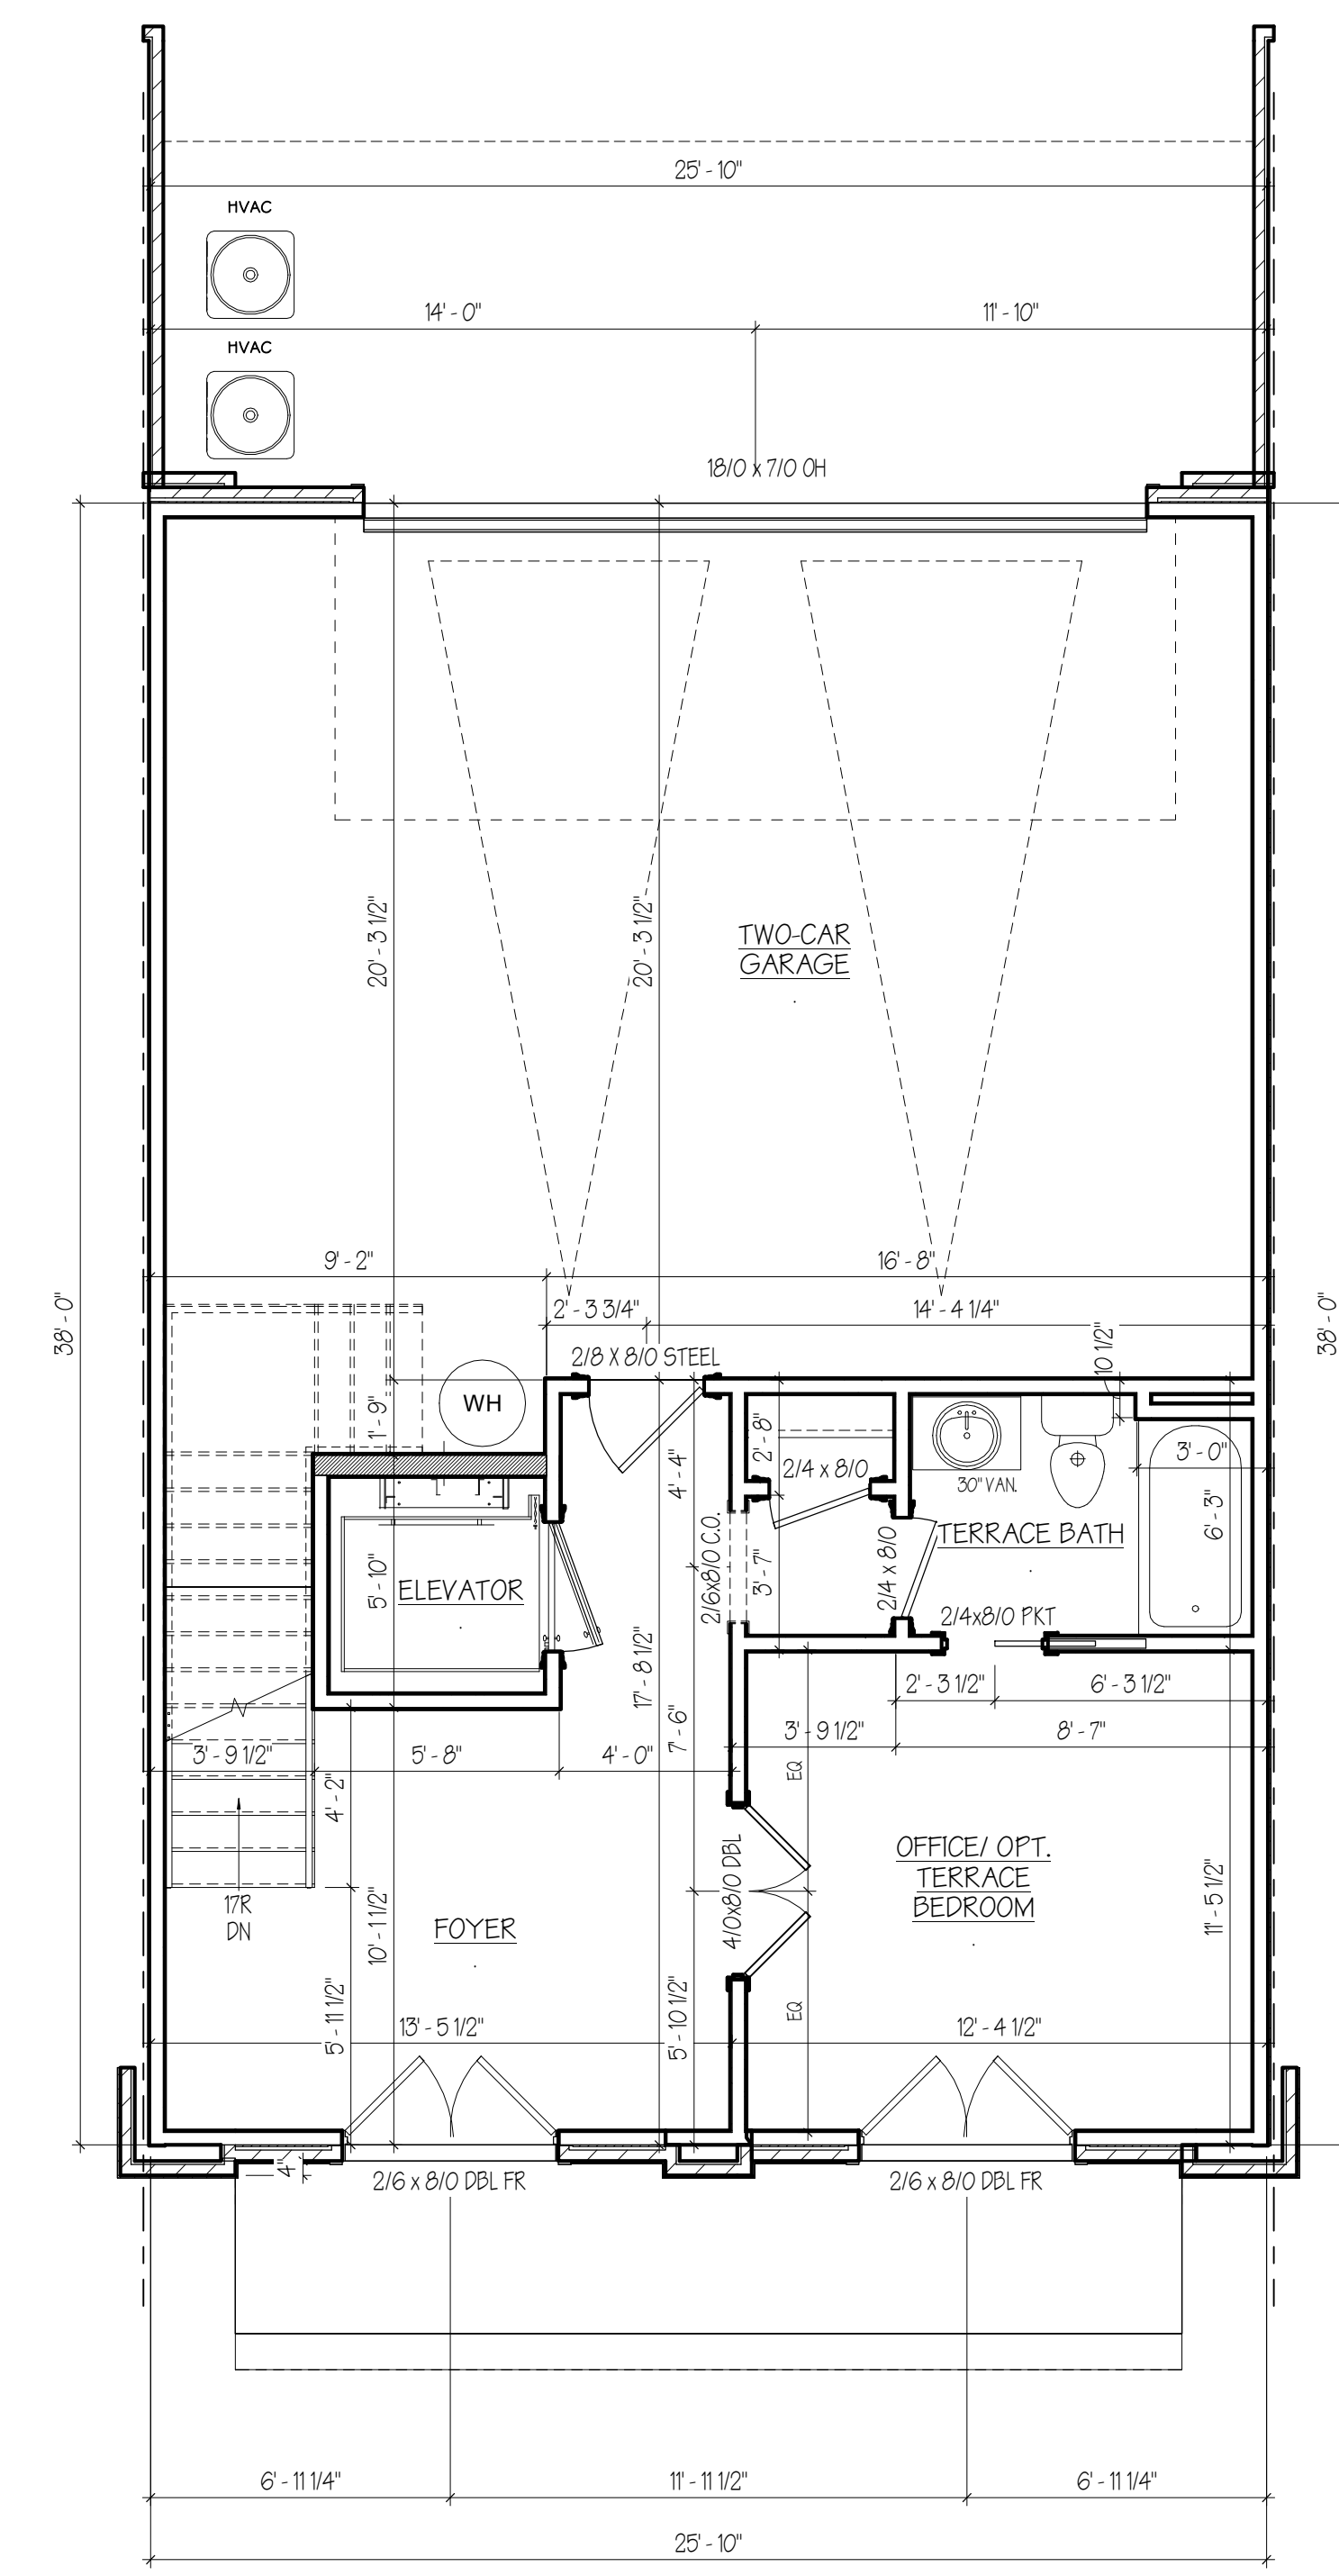 25' - 10"
HVAC
14' - 0"
11' - 10"
HVAC
18/0 x 7/0 OH
20' - 3 1/2"
20' - 3 1/2"
TWO-CAR
GARAGE
9' - 2"
16' - 8"
38' - 0"
38' - 0"
2' - 3 3/4"
14' - 4 1/4"
10 1/2"
2/8 X 8/0 STEEL
WH
1' - 9"
4' - 4"
2' - 8"
2/4 x 8/0
30" VAN.
3' - 0"
6' - 3"
TERRACE BATH
2/6x8/0 C.O.
3' - 7"
2/4 x 8/0
5' - 10"
ELEVATOR
2/4x8/0 PKT
17' - 8 1/2"
2' - 3 1/2"
6' - 3 1/2"
7' - 6"
3' - 9 1/2"
8' - 7"
3' - 9 1/2"
5' - 8"
4' - 0"
EQ
4' - 2"
4/0x8/0 DBL
OFFICE/ OPT.
TERRACE
BEDROOM
11' - 5 1/2"
17R
DN
FOYER
10' - 1 1/2"
5' - 11 1/2"
5' - 10 1/2"
EQ
13' - 5 1/2"
12' - 4 1/2"
4"
2/6 x 8/0 DBL FR
2/6 x 8/0 DBL FR
6' - 11 1/4"
11' - 11 1/2"
6' - 11 1/4"
25' - 10"